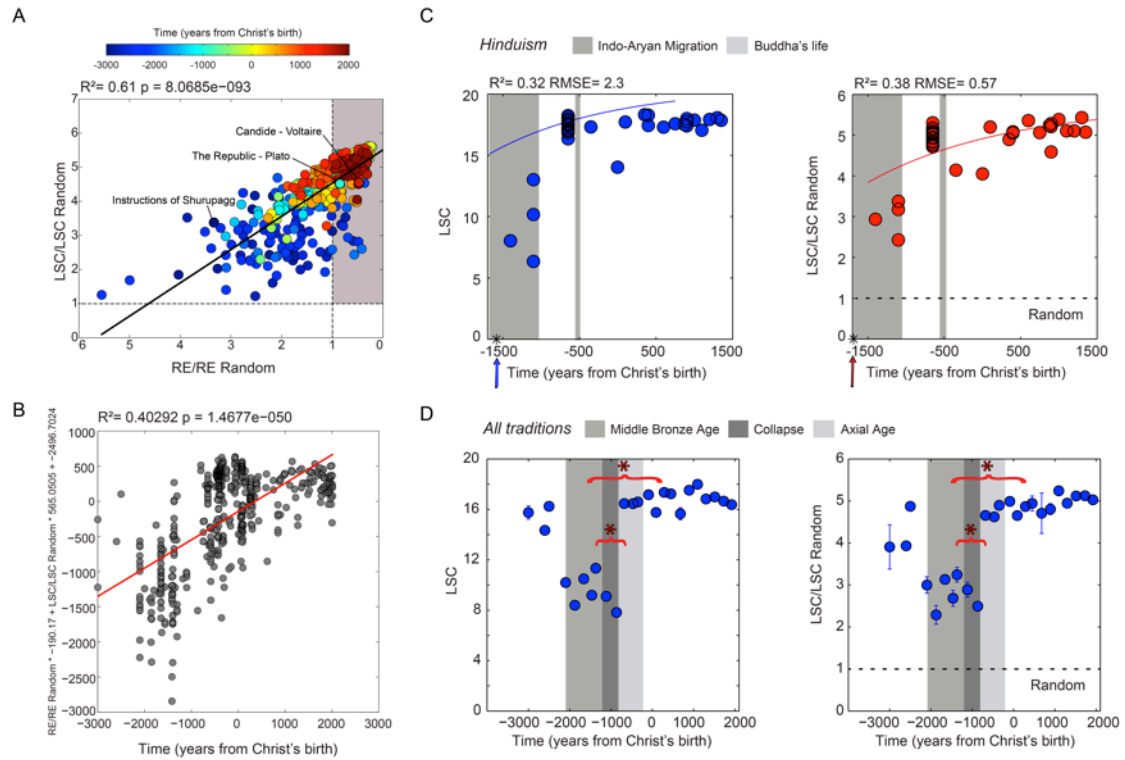 A
Time (years from Christ's birth)
-3000 -2000 -1000 0 1000 2000
R²= 0.61 p = 8.0685e−093
LSC/LSC Random
7
6
5
4
3
2
1
0
Candide - Voltaire
The Republic - Plato
Instructions of Shurupagg
6 5 4 3 2 1 0
RE/RE Random
B
R²= 0.40292 p = 1.4677e−050
RE/RE Random * −190.17 + LSC/LSC Random * 565.0505 + −2496.7024
1000
500
0
−500
−1000
−1500
−2000
−2500
−3000
−3000 −2000 −1000 0 1000 2000 3000
Time (years from Christ's birth)
C
Hinduism Indo-Aryan Migration Buddha's life
R²= 0.32 RMSE= 2.3
LSC
20
15
10
5
0
*
-1500 -500 500 1500
Time (years from Christ's birth)
R²= 0.38 RMSE= 0.57
LSC/LSC Random
6
5
4
3
2
1
0
Random
*
-1500 -500 500 1500
Time (years from Christ's birth)
D
All traditions Middle Bronze Age Collapse Axial Age
LSC
20
16
12
8
4
0
*
*
−3000 −2000 −1000 0 1000 2000
Time (years from Christ's birth)
LSC/LSC Random
6
5
4
3
2
1
0
*
*
Random
−3000 −2000 −1000 0 1000 2000
Time (years from Christ's birth)